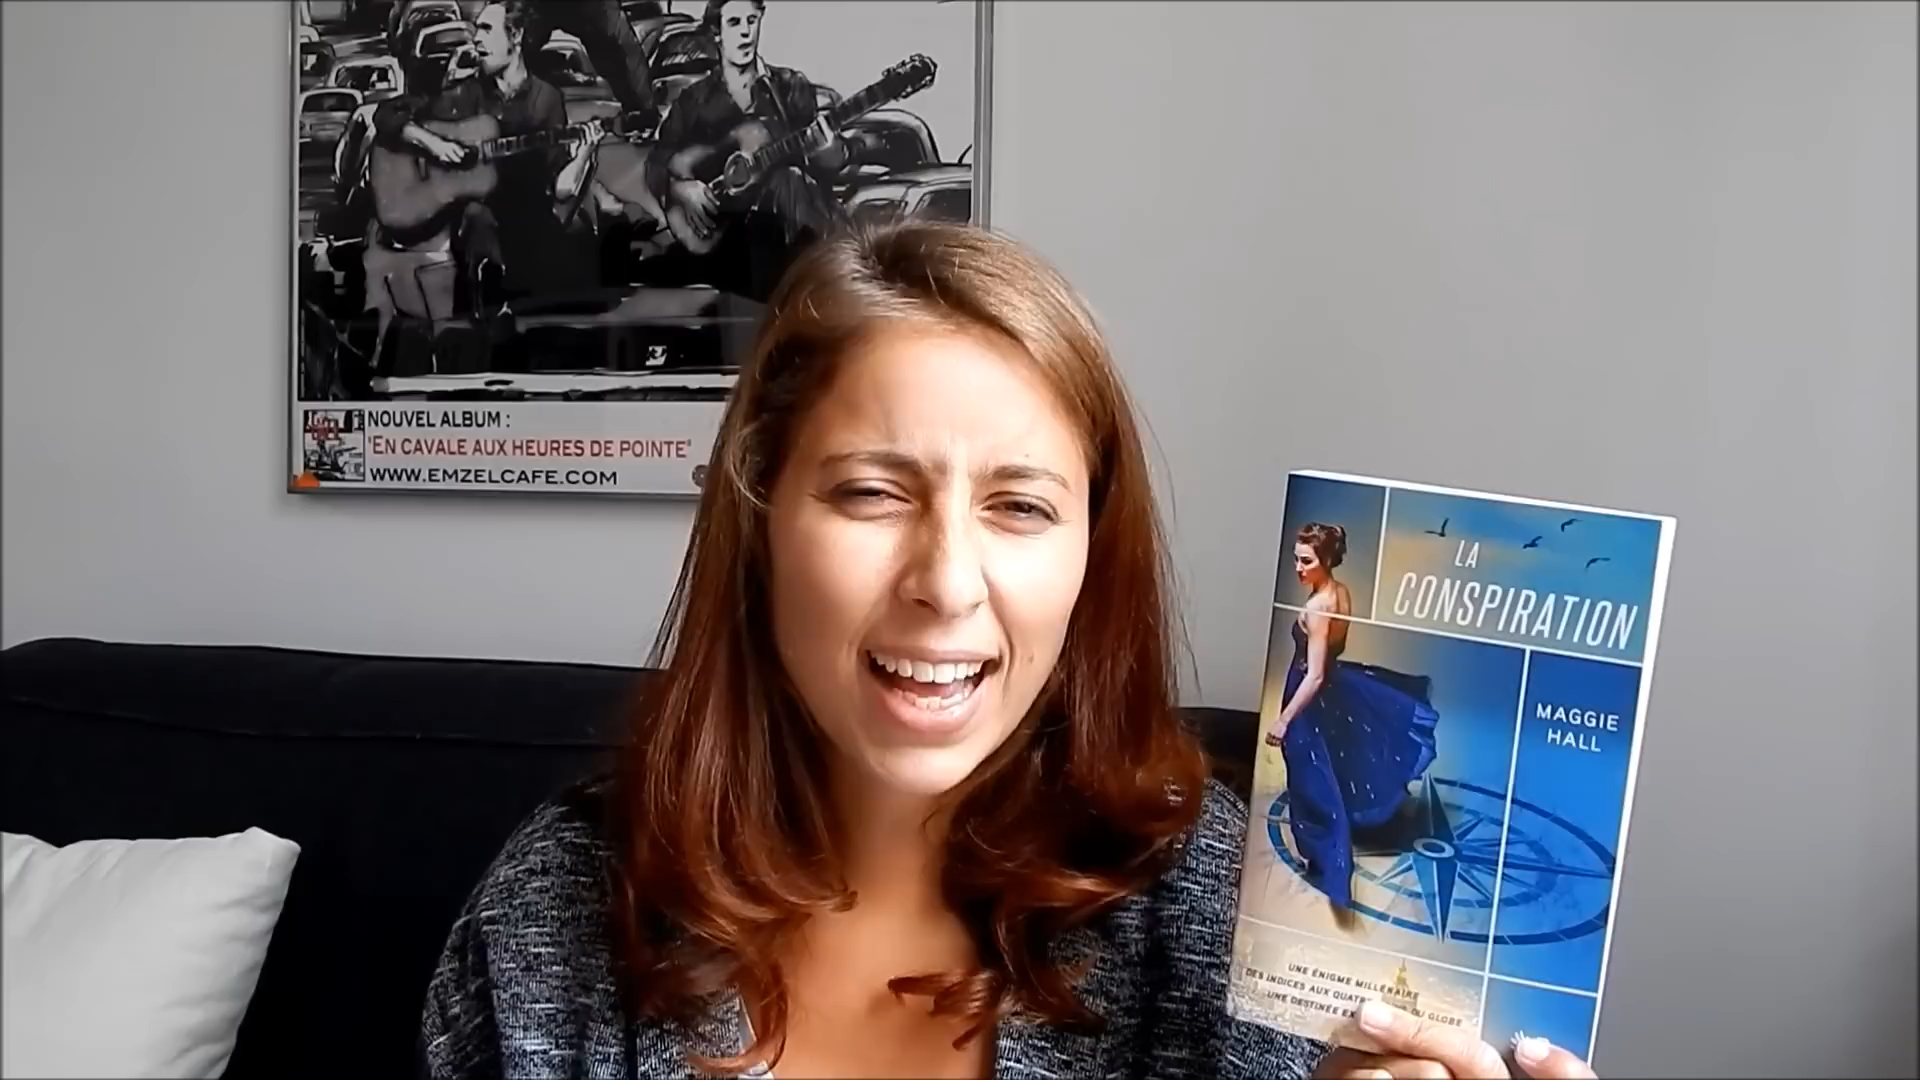 NOUVEL ALBUM :
"EN CAVALE AUX HEURES DE POINTE"
WWW.EMZELCAFE.COM
LA
CONSPIRATION
MAGGIE
HALL
UNE ÉNIGME MILLÉNAIRE
DES INDICES AUX DU GLOBE
UNE DESTINÉE